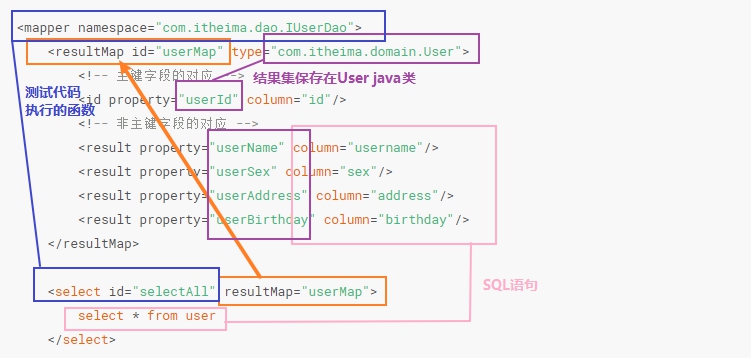 <mapper namespace="com.itheima.dao.IUserDao">
<resultMap id="userMap" type="com.itheima.domain.User">
<!-- 主键字段的对应 -->
结果集保存在User java类
测试代码
执行的函数
<id property="userId" column="id"/>
<!-- 非主键字段的对应 -->
<result property="userName" column="username"/>
<result property="userSex" column="sex"/>
<result property="userAddress" column="address"/>
<result property="userBirthday" column="birthday"/>
</resultMap>
SQL语句
<select id="selectAll" resultMap="userMap">
select * from user
</select>